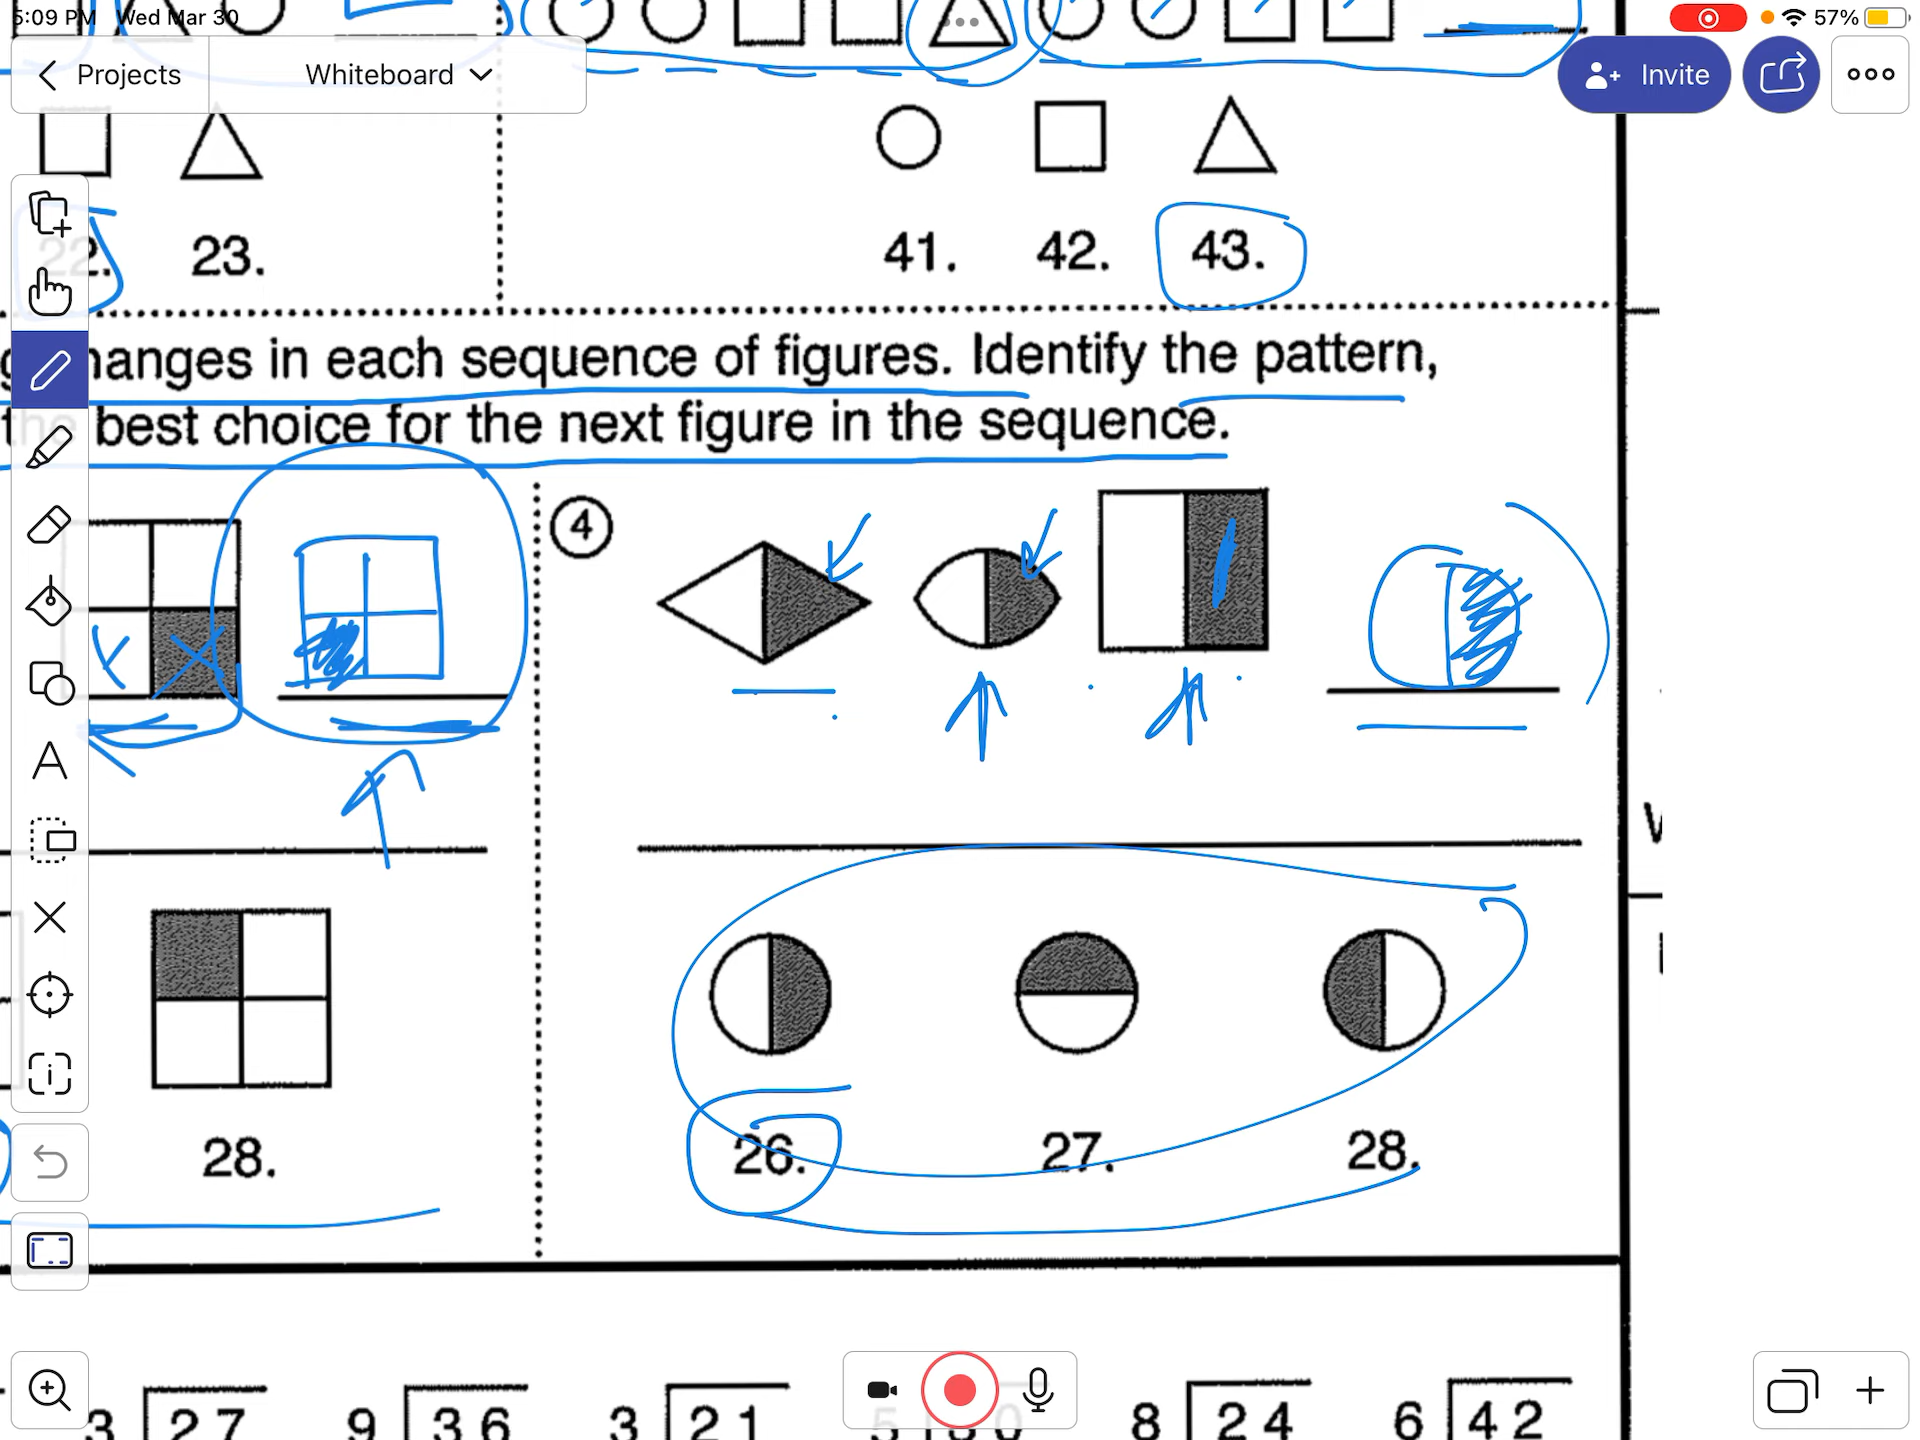 5:09 PM Wed Mar 30
57%
Projects
Whiteboard
Invite
22. 23.
41. 42. 43.
hanges in each sequence of figures. Identify the pattern,
the best choice for the next figure in the sequence.
4
A
28.
26. 27. 28.
3 27 9 36 3 21 8 24 6 42